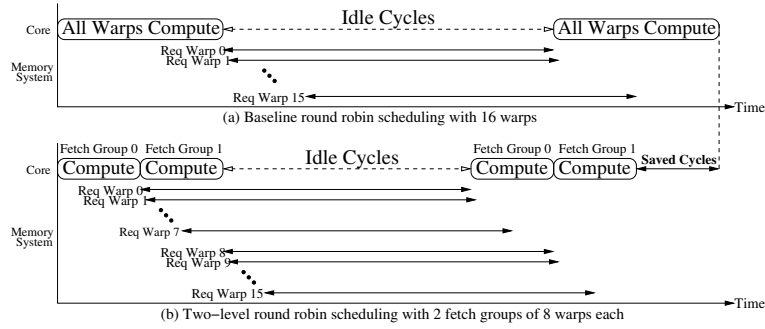 Idle Cycles
Core All Warps Compute All Warps Compute
Req Warp 0
Memory System Req Warp 1
Req Warp 15
Time
(a) Baseline round robin scheduling with 16 warps
Fetch Group 0 Fetch Group 1 Idle Cycles Fetch Group 0 Fetch Group 1
Core Compute Compute Compute Compute Saved Cycles
Req Warp 0
Req Warp 1
Memory System Req Warp 7
Req Warp 8
Req Warp 9
Req Warp 15
Time
(b) Two-level round robin scheduling with 2 fetch groups of 8 warps each